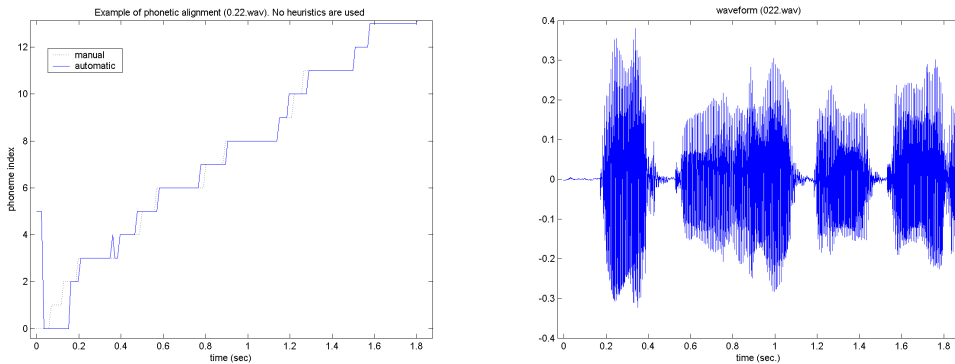 Example of phonetic alignment (0.22.wav). No heuristics are used
12
10
8
6
4
2
0
phoneme index
manual
automatic
0 0.2 0.4 0.6 0.8 1 1.2 1.4 1.6 1.8
time (sec)
waveform (022.wav)
0.4
0.3
0.2
0.1
0
-0.1
-0.2
-0.3
-0.4
0 0.2 0.4 0.6 0.8 1 1.2 1.4 1.6 1.8
time (sec.)